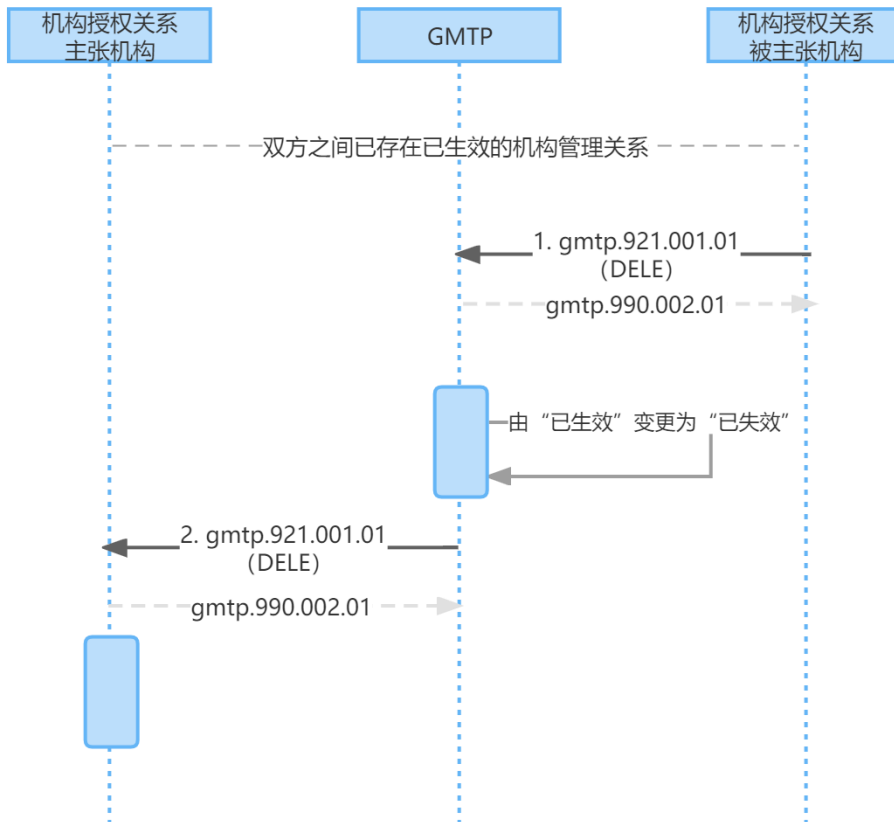 机构授权关系
主张机构
GMTP
机构授权关系
被主张机构
双方之间已存在已生效的机构管理关系
1. gmtp.921.001.01
（DELE）
gmtp.990.002.01
由“已生效”变更为“已失效”
2. gmtp.921.001.01
（DELE）
gmtp.990.002.01